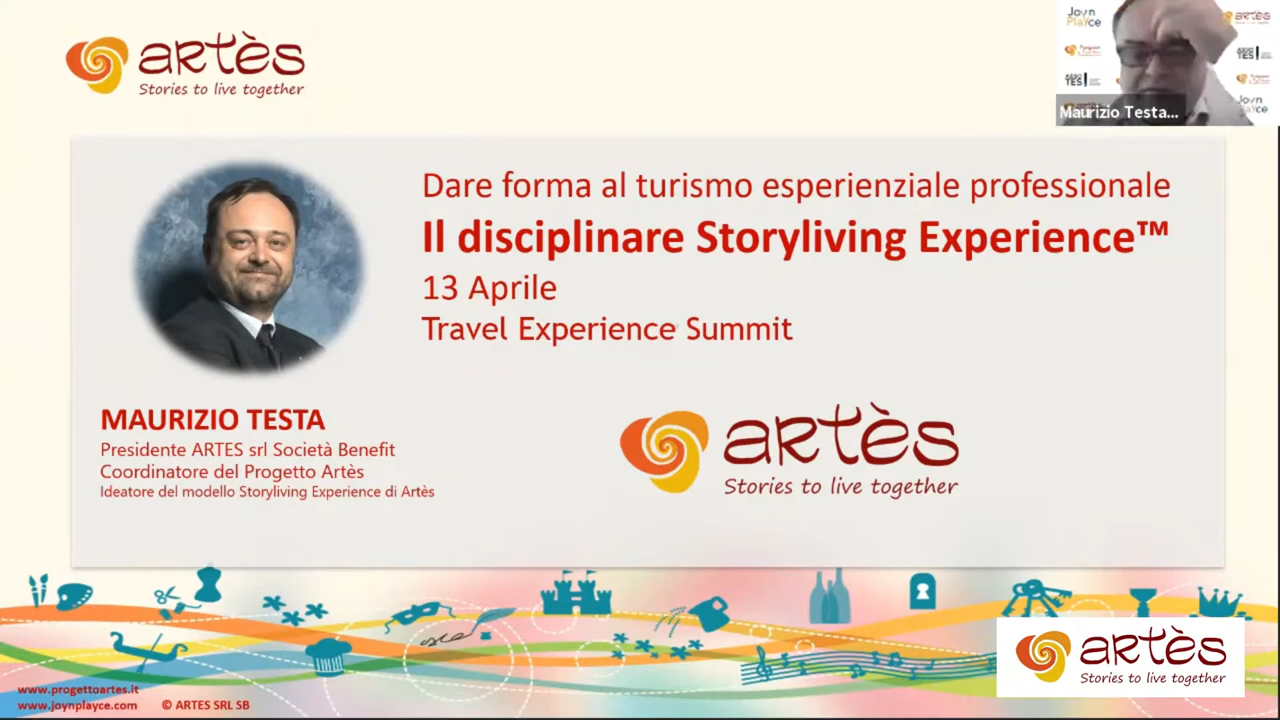 artès
Stories to live together
Joyn
PlaYce
artès
Maurizio Testa...
Dare forma al turismo esperienziale professionale
Il disciplinare Storyliving Experience™
13 Aprile
Travel Experience Summit
MAURIZIO TESTA
Presidente ARTES srl Società Benefit
Coordinatore del Progetto Artès
Ideatore del modello Storyliving Experience di Artès
artès
Stories to live together
www.progettoartes.it
www.joynplayce.com © ARTES SRL SB
artès
Stories to live together